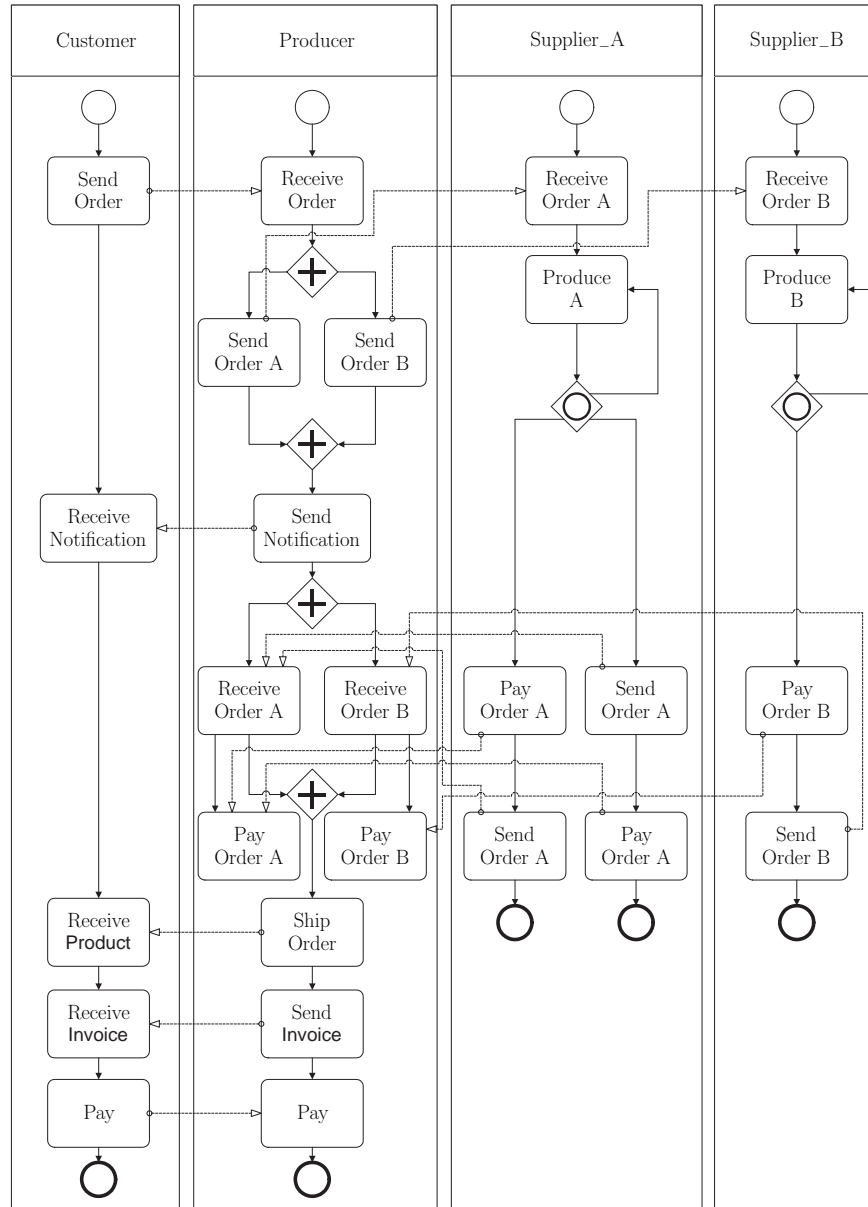 Customer
Producer
Supplier_A
Supplier_B
Send
Order
Receive
Order
Receive
Order A
Receive
Order B
Produce
A
Produce
B
Send
Order A
Send
Order B
Receive
Notification
Send
Notification
Receive
Order A
Receive
Order B
Pay
Order A
Send
Order A
Pay
Order B
Pay
Order A
Pay
Order B
Send
Order A
Pay
Order A
Send
Order B
Receive
Product
Ship
Order
Receive
Invoice
Send
Invoice
Pay
Pay